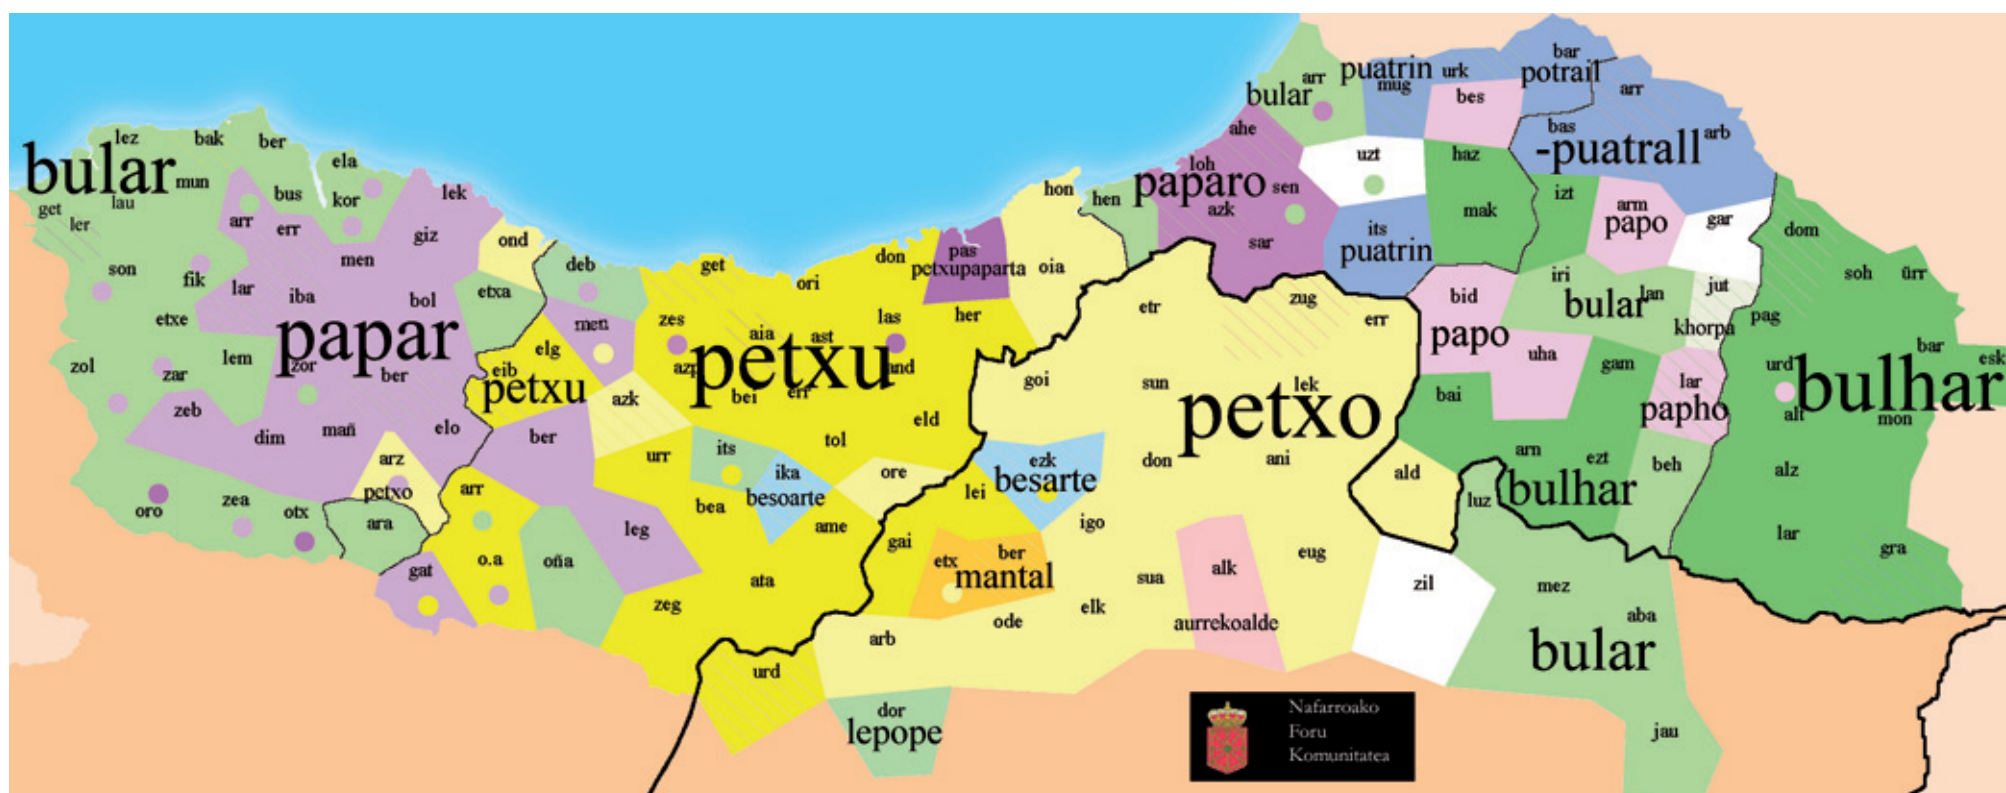 bular
lez
bak
ber
ela
mun
bus
kor
lek
get
lau
ler
arr
err
giz
men
ond
son
fik
lar
iba
bol
etxa
etxe
papar
zol
zar
lem
zor
ber
zeb
dim
mañ
elo
arz
petxo
oro
zea
otx
ara
gat
deb
men
elg
eib
petxu
azk
ber
arr
o.a
oña
leg
urr
get
ori
don
zes
aia
ast
las
her
petxu
azp
bei
err
and
eld
tol
its
ika
besoarte
ore
bea
ame
ata
zeg
urd
pas
petxupaparta
hon
oia
hen
etr
zug
err
goi
sun
lek
petxo
don
ani
ald
lei
ezk
besarte
gai
igo
etx
ber
mantal
sua
alk
eug
elk
ode
arb
aurrekoalde
dor
lepope
zil
bular
arr
ahe
loh
paparo
sen
azk
sar
puatrin
mug
urk
bes
bar
potrail
arr
uzt
haz
bas
arb
-puatrall
mak
its
puatrin
izt
arm
papo
gar
dom
iri
bular
lan
jut
khorpa
bid
papo
uha
gam
lar
papho
bai
arn
ezt
bulhar
beh
luz
soh
ürr
pag
bar
esk
urd
bulhar
alt
mon
alz
lar
gra
mez
aba
bular
jau
Nafarroako
Foru
Komunitatea